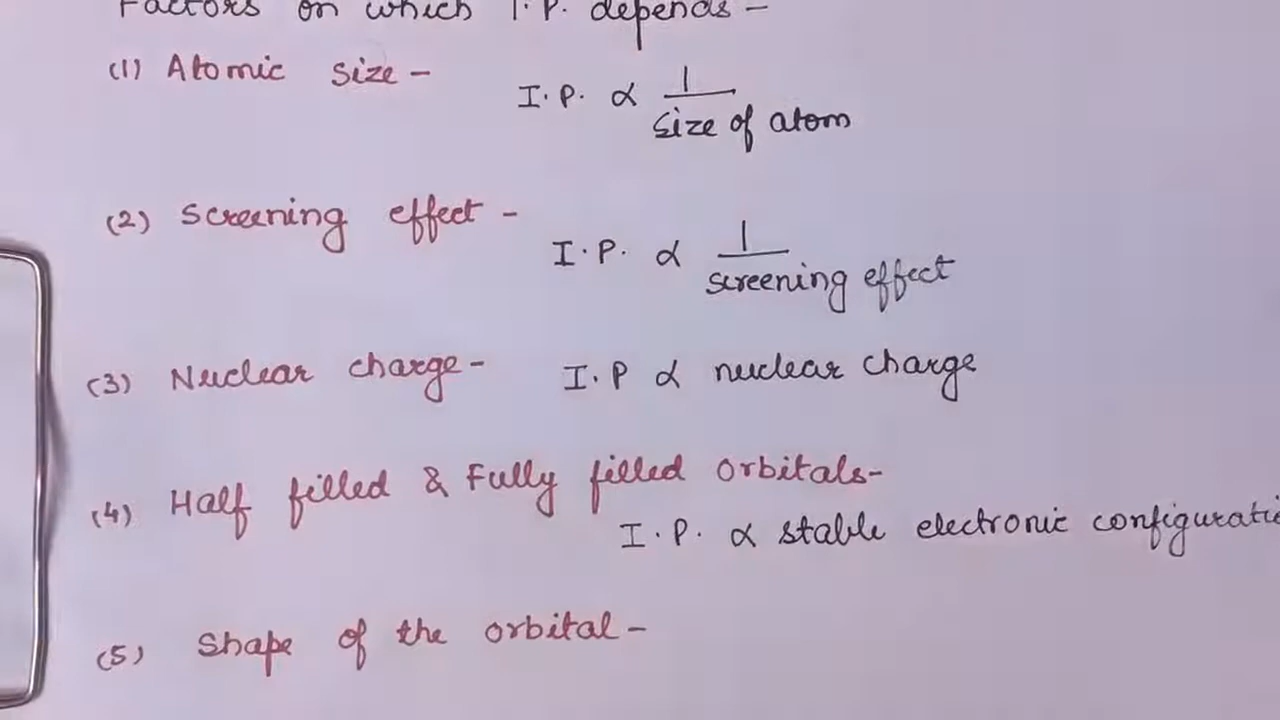 Factors on which I.P. depends -
(1) Atomic size -
I.P. ∝ 1/size of atom
(2) Screening effect -
I.P. ∝ 1/screening effect
(3) Nuclear charge - I.P ∝ nuclear charge
(4) Half filled & Fully filled orbitals-
I.P. ∝ stable electronic configurati
(5) Shape of the orbital -